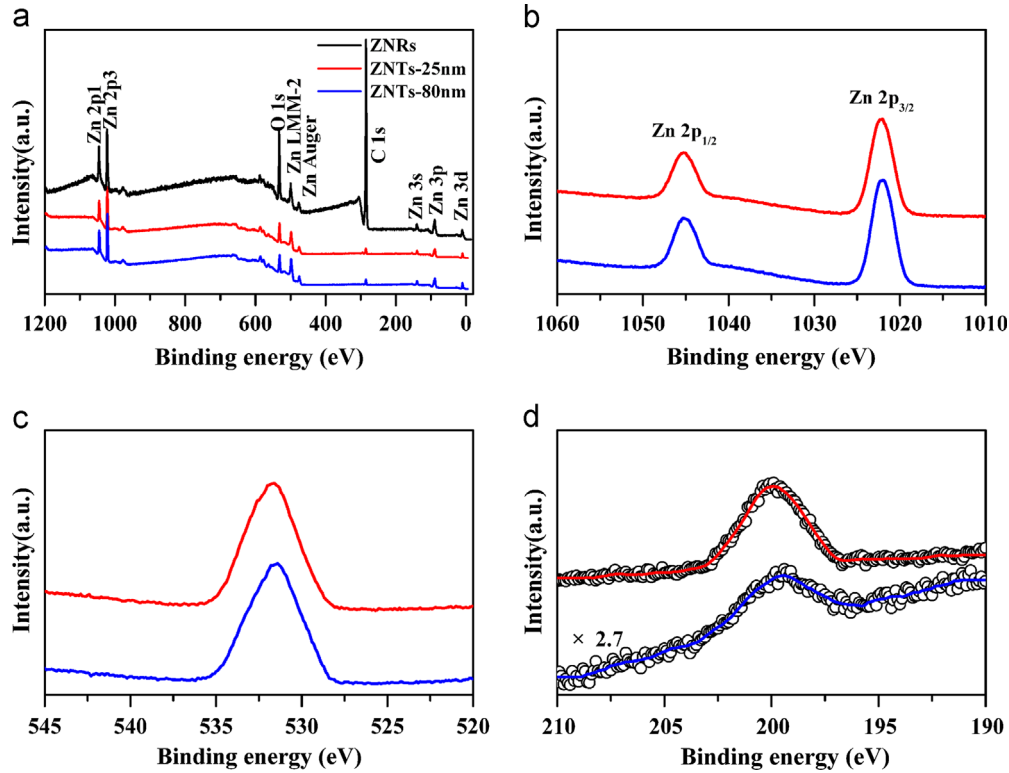 a
ZNRs
ZNTs-25nm
ZNTs-80nm
Zn 2p1
Zn 2p3
O 1s
Zn LMM-2
Zn Auger
C 1s
Zn 3s
Zn 3p
Zn 3d
Intensity(a.u.)
1200 1000 800 600 400 200 0
Binding energy (eV)
b
Zn 2p1/2
Zn 2p3/2
Intensity(a.u.)
1060 1050 1040 1030 1020 1010
Binding energy (eV)
c
Intensity(a.u.)
545 540 535 530 525 520
Binding energy (eV)
d
× 2.7
Intensity(a.u.)
210 205 200 195 190
Binding energy (eV)